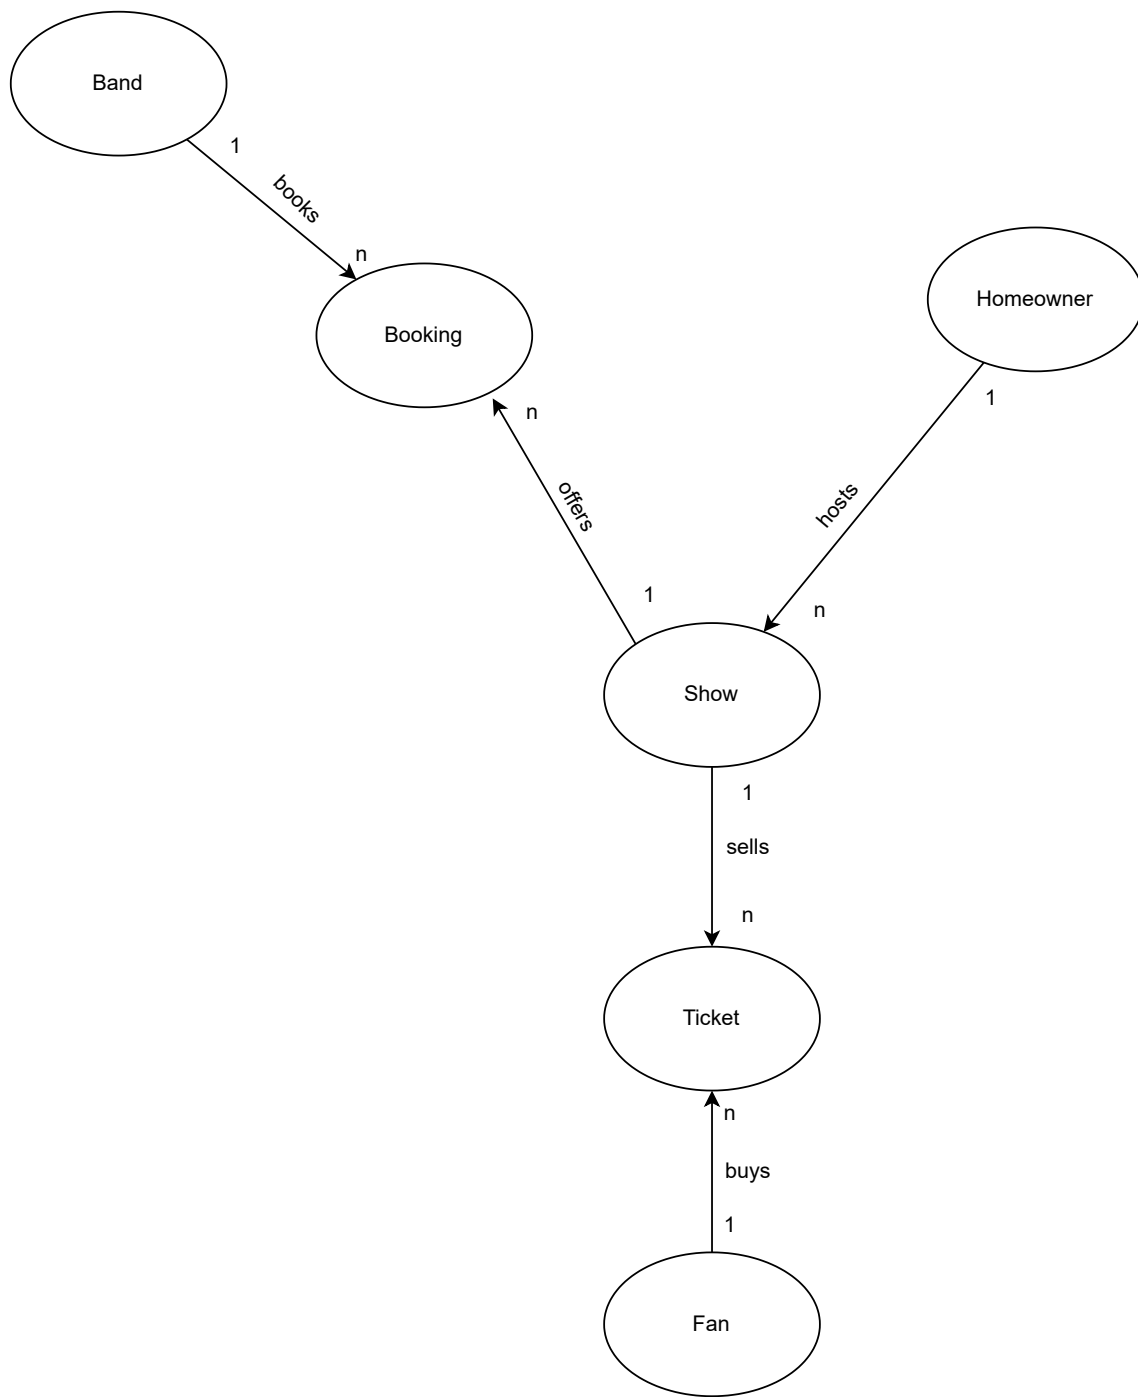 Band
1
books
n
Booking
Homeowner
n
1
offers
hosts
1
n
Show
1
sells
n
Ticket
n
buys
1
Fan